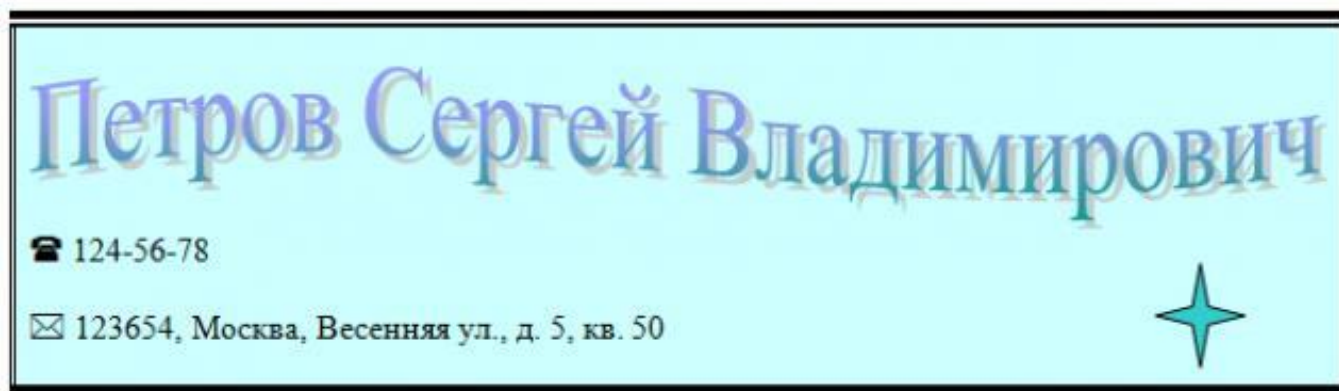 Петров Сергей Владимирович
☎ 124-56-78
✉ 123654, Москва, Весенняя ул., д. 5, кв. 50